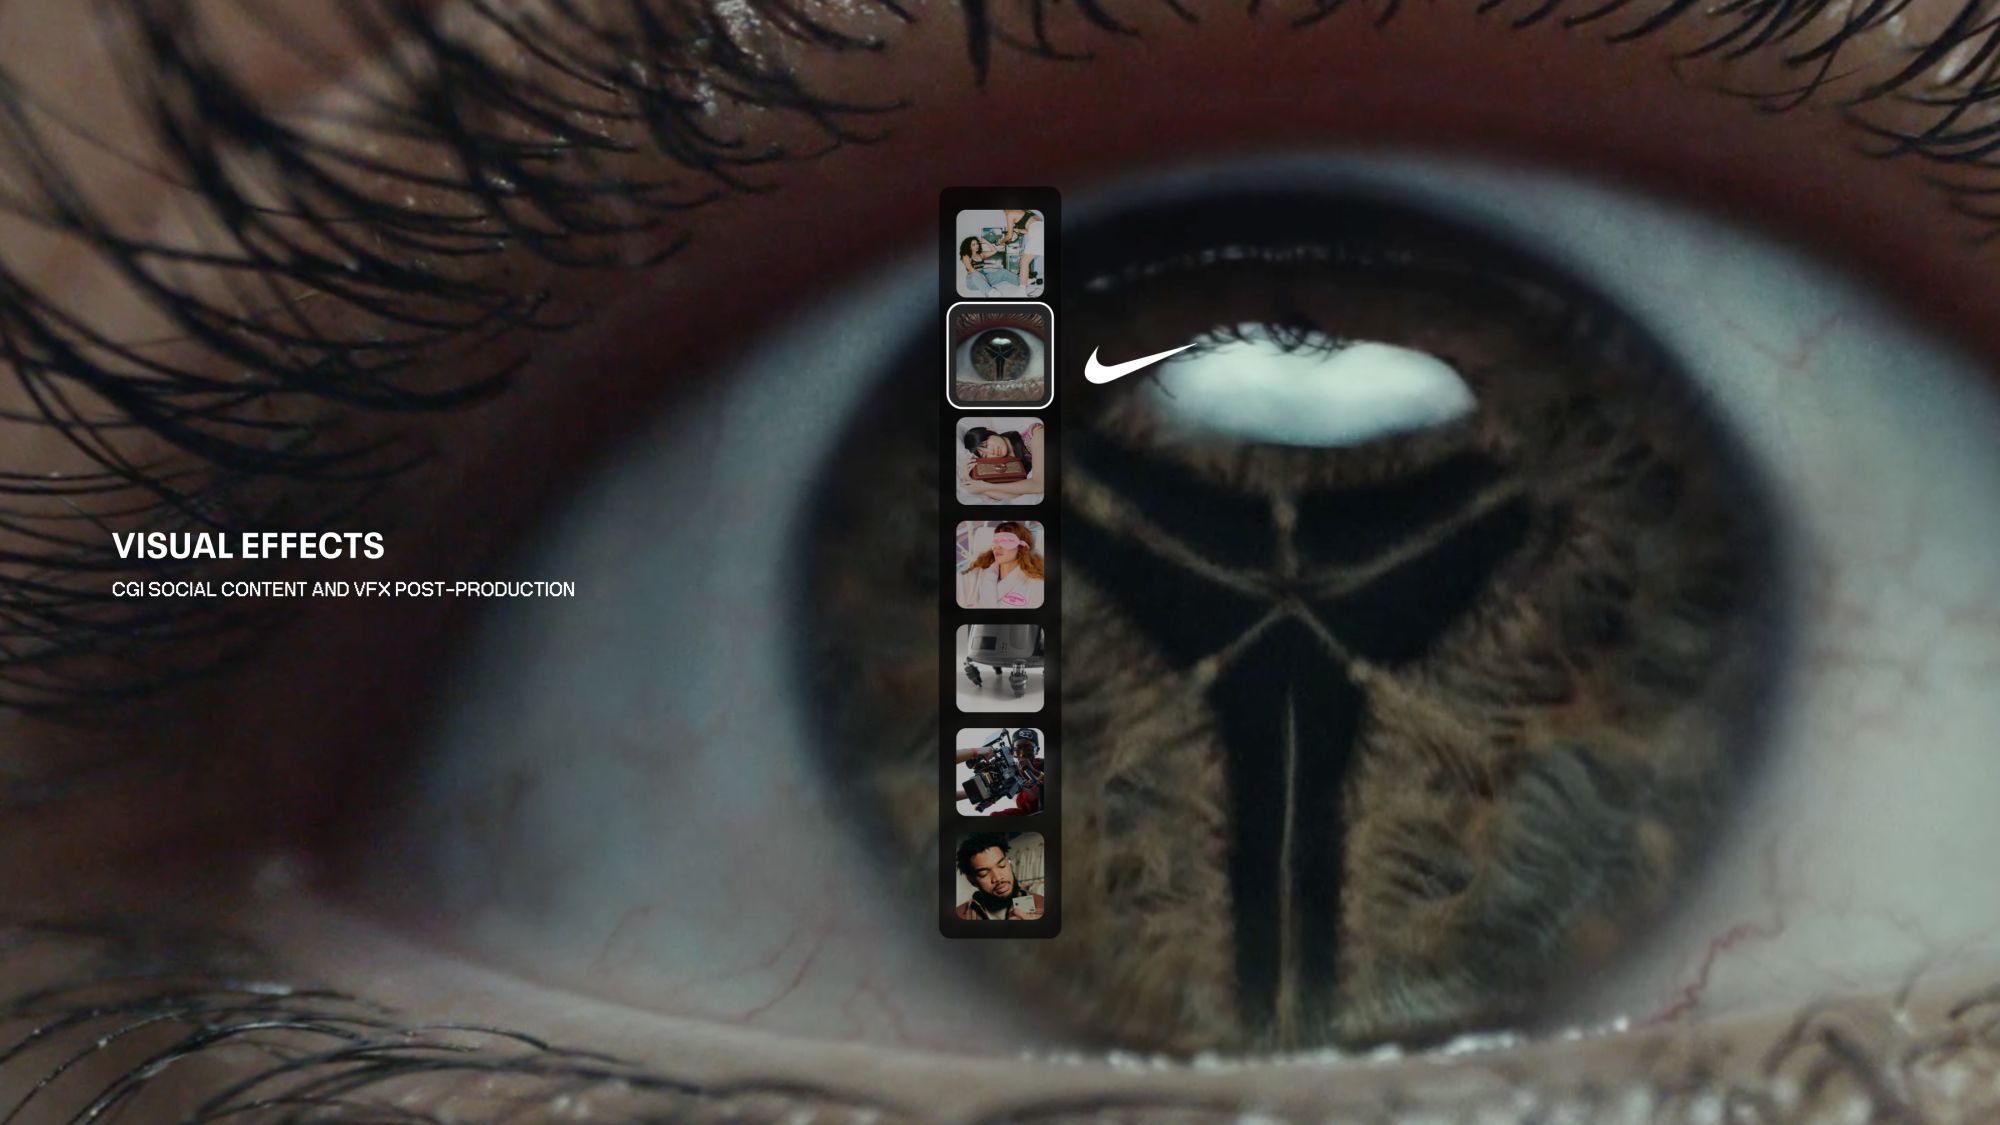 VISUAL EFFECTS
CGI SOCIAL CONTENT AND VFX POST-PRODUCTION